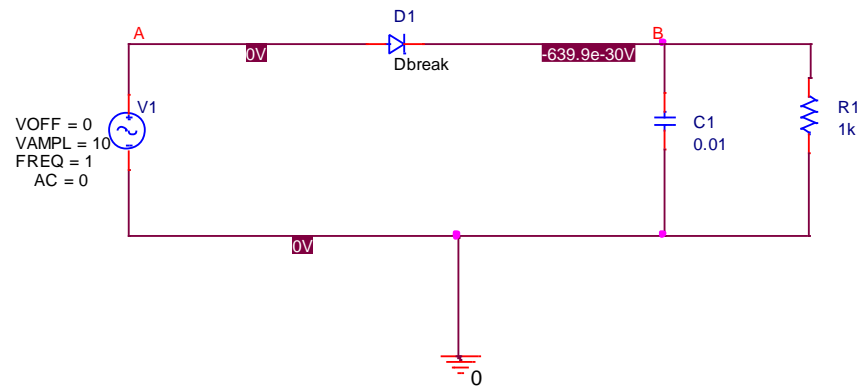 D1
A
0V
Dbreak
-639.9e-30V
B
V1
VOFF = 0
VAMPL = 10
FREQ = 1
AC = 0
C1
0.01
R1
1k
0V
0